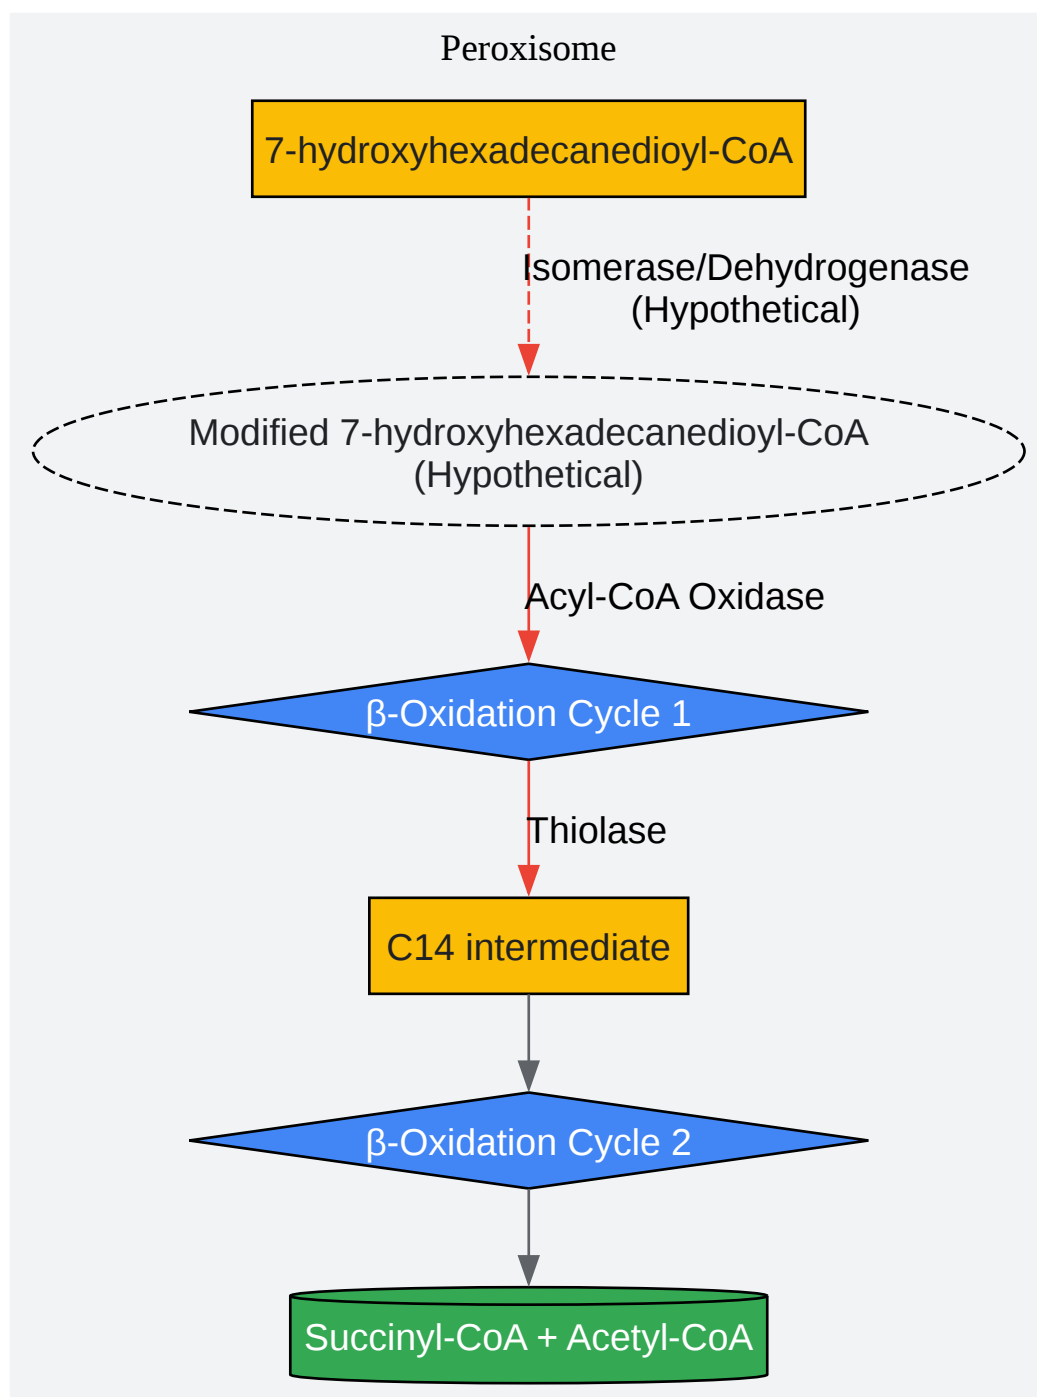 Peroxisome
7-hydroxyhexadecanedioyl-CoA
Isomerase/Dehydrogenase
(Hypothetical)
Modified 7-hydroxyhexadecanedioyl-CoA
(Hypothetical)
Acyl-CoA Oxidase
β-Oxidation Cycle 1
Thiolase
C14 intermediate
β-Oxidation Cycle 2
Succinyl-CoA + Acetyl-CoA